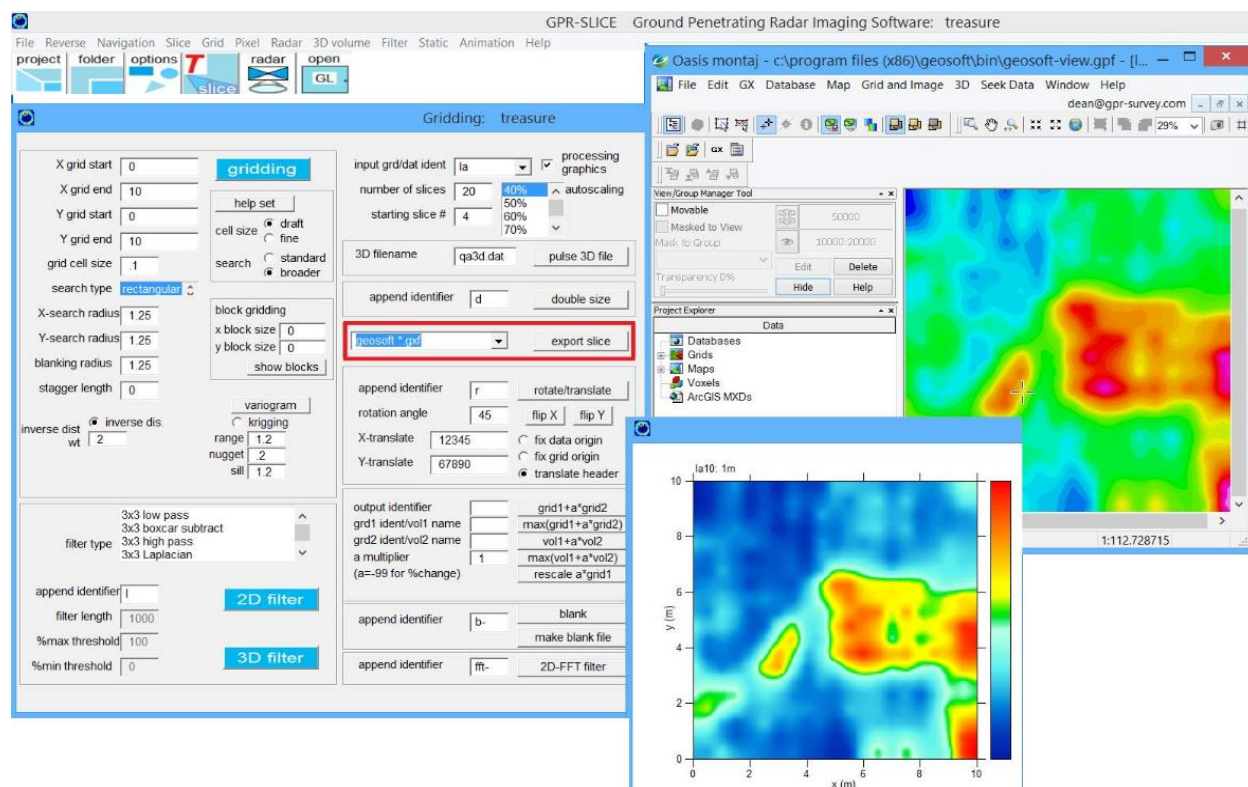 GPR-SLICE Ground Penetrating Radar Imaging Software: treasure
File Reverse Navigation Slice Grid Pixel Radar 3D volume Filter Static Animation Help
project folder options T slice radar open GL
Gridding: treasure
X grid start 0
X grid end 10
Y grid start 0
Y grid end 10
grid cell size .1
search type rectangular
X-search radius 1.25
Y-search radius 1.25
blanking radius 1.25
stagger length 0
inverse dist wt 2
inverse dis.
gridding
help set
cell size draft
fine
search standard
broader
block gridding
x block size 0
y block size 0
show blocks
variogram
krigging
range 1.2
nugget .2
sill 1.2
filter type
3x3 low pass
3x3 boxcar subtract
3x3 high pass
3x3 Laplacian
append identifier l
filter length 1000
%max threshold 100
%min threshold 0
2D filter
3D filter
input grd/dat ident la
processing graphics
number of slices 20
starting slice # 4
40%
50%
60%
70%
autoscaling
3D filename qa3d.dat pulse 3D file
append identifier d double size
geosoft *.gxf export slice
append identifier r rotate/translate
rotation angle 45 flip X flip Y
X-translate 12345
Y-translate 67890
fix data origin
fix grid origin
translate header
output identifier grid1+a*grid2
grd1 ident/vol1 name max(grid1+a*grid2)
grd2 ident/vol2 name vol1+a*vol2
a multiplier 1 max(vol1+a*vol2)
(a=-99 for %change) rescale a*grid1
append identifier b- blank
make blank file
append identifier fft- 2D-FFT filter
Oasis montaj - c:\program files (x86)\geosoft\bin\geosoft-view.gpf - [l...
File Edit GX Database Map Grid and Image 3D Seek Data Window Help
dean@gpr-survey.com
29%
GX
View/Group Manager Tool
Movable
Masked to View
50000
Mask to Group
10000:20000
Edit Delete
Transparency 0%
Hide Help
Project Explorer
Data
Databases
Grids
Maps
Voxels
ArcGIS MXDs
1:112.728715
la10: 1m
10
8
6
4
2
0
y (m)
0 2 4 6 8 10
x (m)